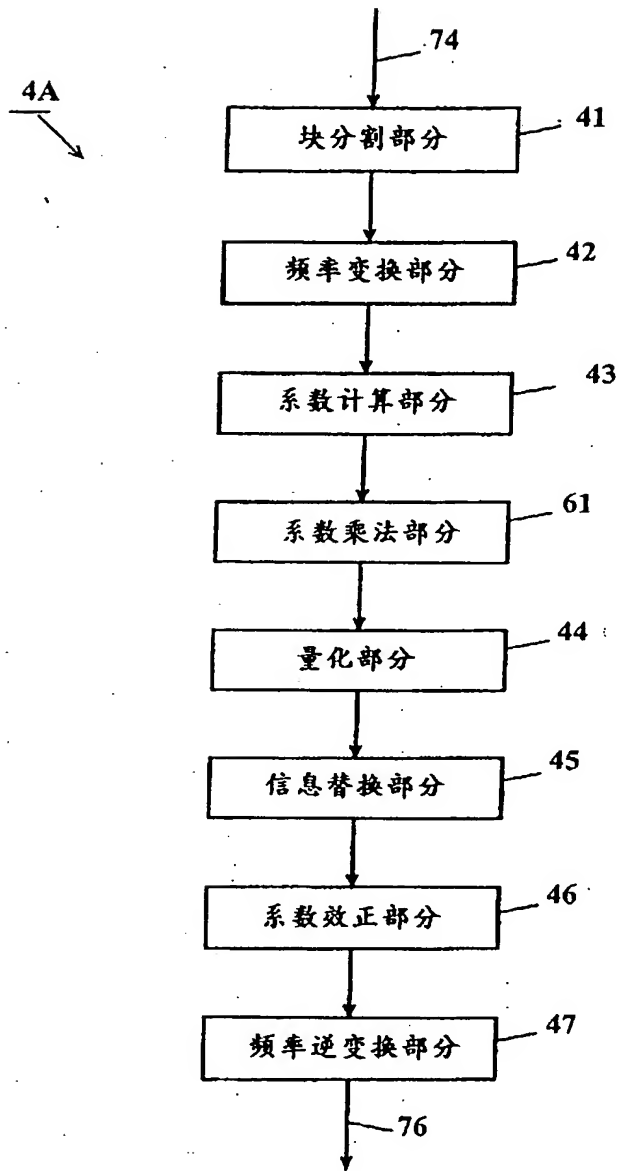 74
4A
41
块分割部分
42
频率变换部分
43
系数计算部分
61
系数乘法部分
44
量化部分
45
信息替换部分
46
系数效正部分
47
频率逆变换部分
76